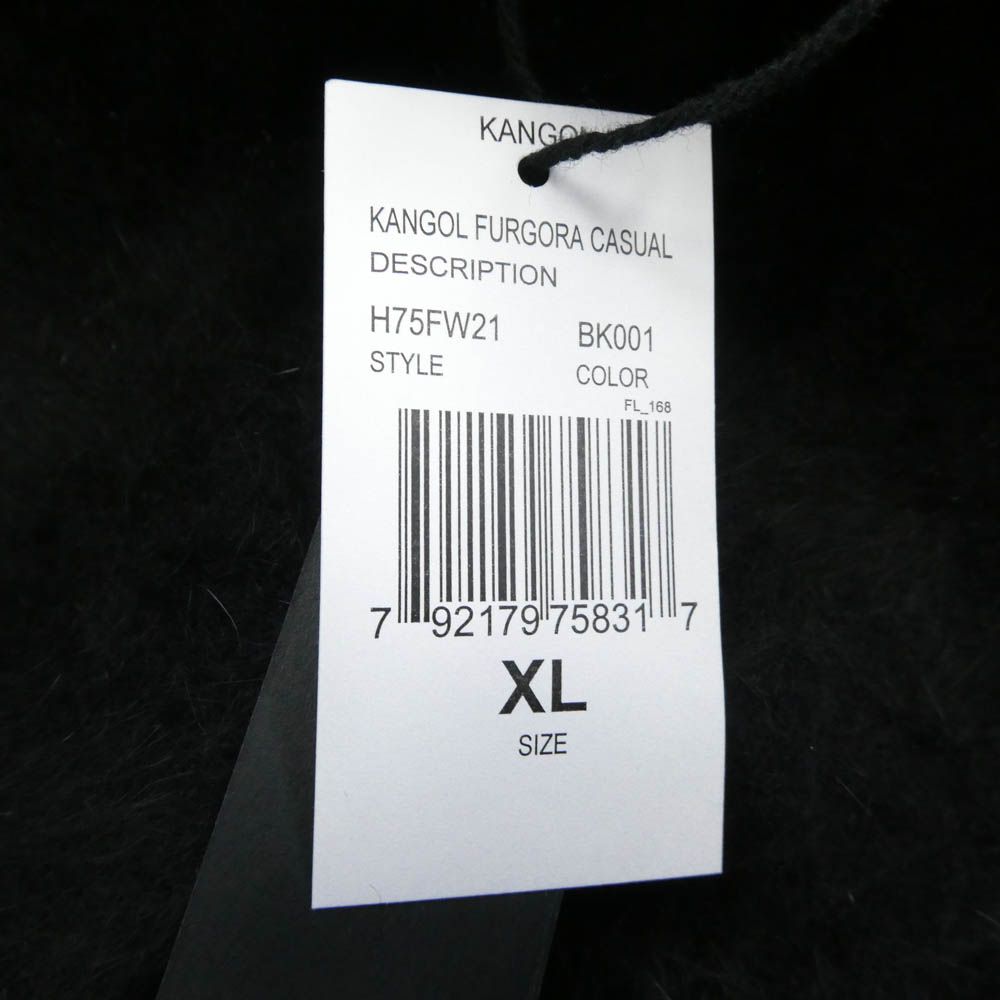 KANGOL FURGORA CASUAL
DESCRIPTION
H75FW21 BK001
STYLE COLOR
FL_168
7 92179 75831 7
XL
SIZE